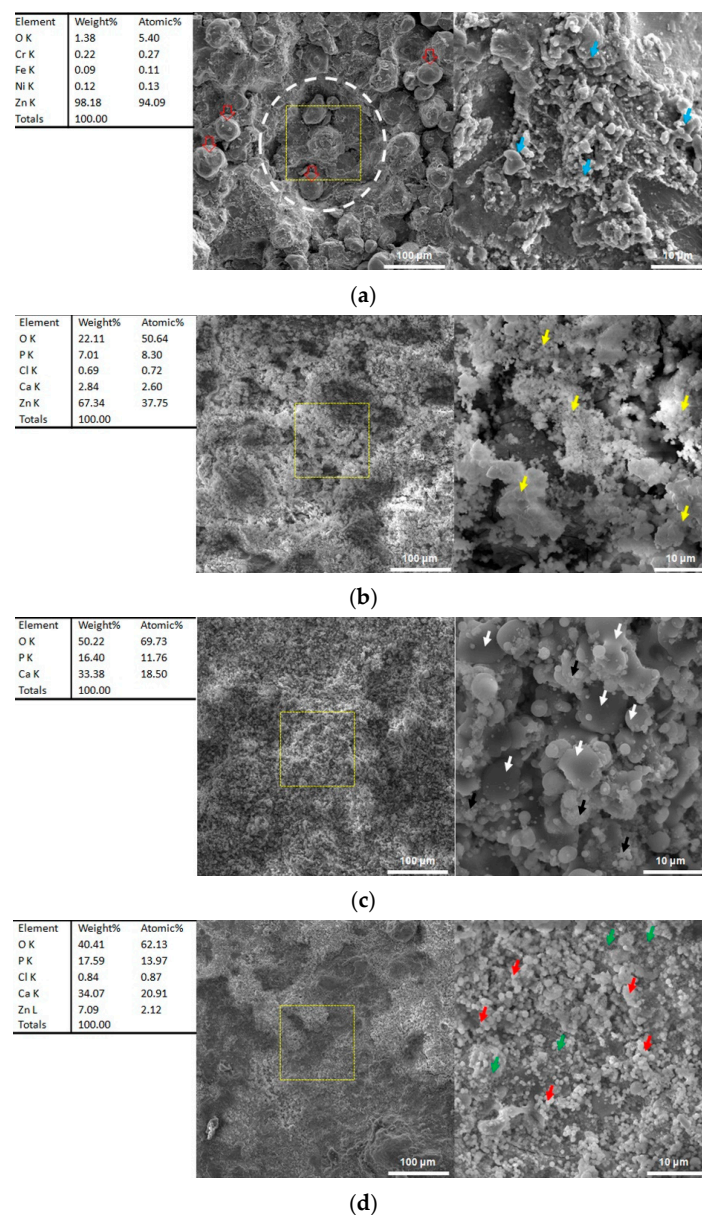 Element Weight% Atomic%
O K 1.38 5.40
Cr K 0.22 0.27
Fe K 0.09 0.11
Ni K 0.12 0.13
Zn K 98.18 94.09
Totals 100.00
100 µm
10 µm
(a)
Element Weight% Atomic%
O K 22.11 50.64
P K 7.01 8.30
Cl K 0.69 0.72
Ca K 2.84 2.60
Zn K 67.34 37.75
Totals 100.00
100 µm
10 µm
(b)
Element Weight% Atomic%
O K 50.22 69.73
P K 16.40 11.76
Ca K 33.38 18.50
Totals 100.00
100 µm
10 µm
(c)
Element Weight% Atomic%
O K 40.41 62.13
P K 17.59 13.97
Cl K 0.84 0.87
Ca K 34.07 20.91
Zn L 7.09 2.12
Totals 100.00
100 µm
10 µm
(d)